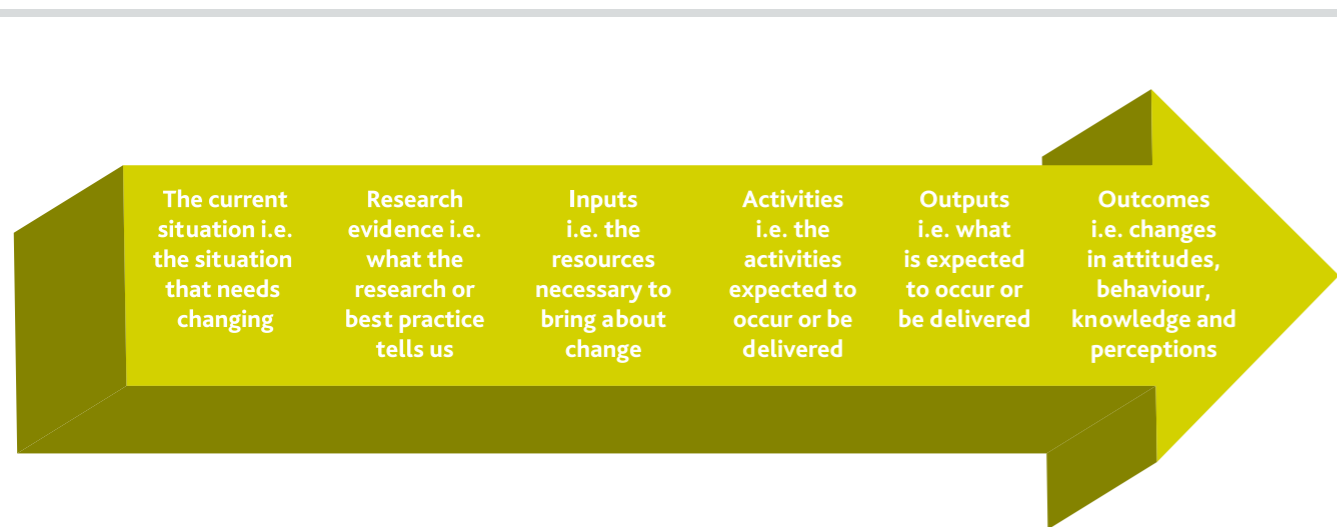 The current
situation i.e.
the situation
that needs
changing
Research
evidence i.e.
what the
research or
best practice
tells us
Inputs
i.e. the
resources
necessary to
bring about
change
Activities
i.e. the
activities
expected to
occur or be
delivered
Outputs
i.e. what
is expected
to occur or
be delivered
Outcomes
i.e. changes
in attitudes,
behaviour,
knowledge and
perceptions